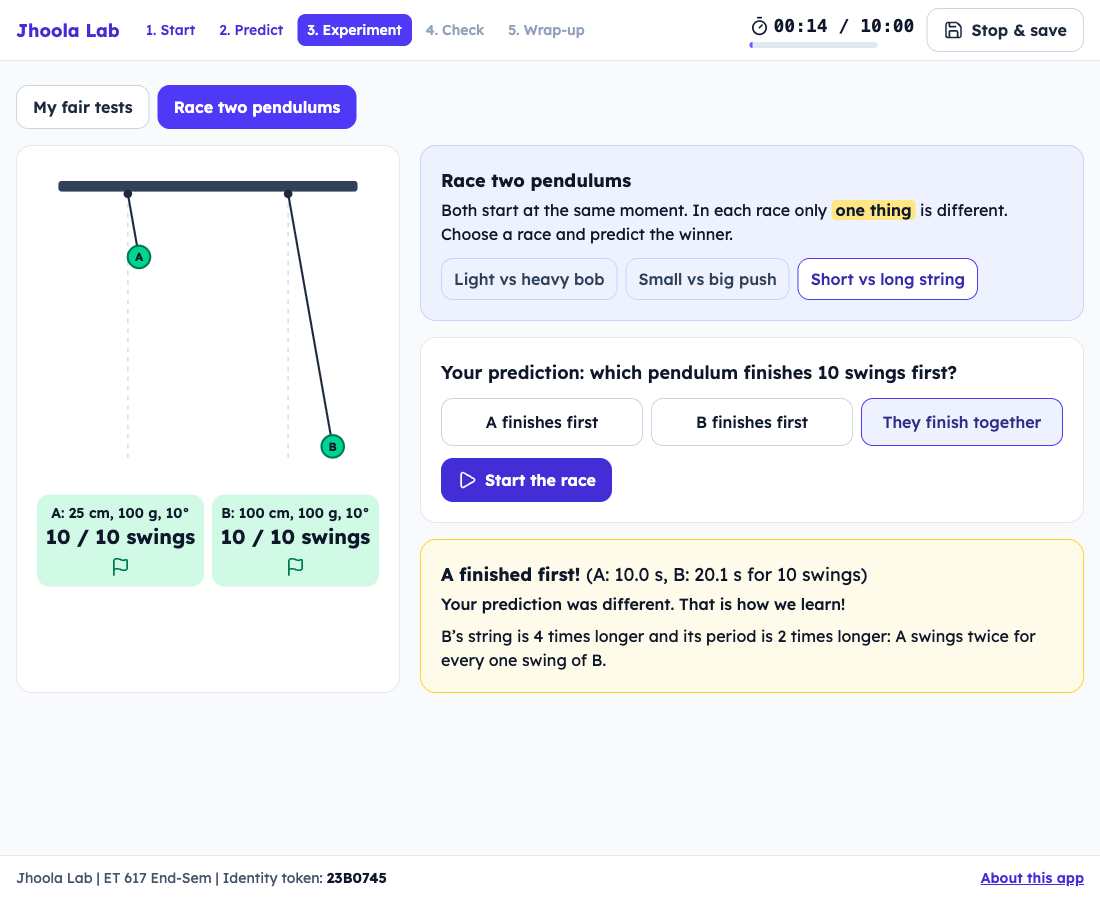 Jhoola Lab
1. Start
2. Predict
3. Experiment
4. Check
5. Wrap-up
00:14 / 10:00
Stop & save
My fair tests
Race two pendulums
A
B
A: 25 cm, 100 g, 10°
10 / 10 swings
B: 100 cm, 100 g, 10°
10 / 10 swings
Race two pendulums
Both start at the same moment. In each race only one thing is different.
Choose a race and predict the winner.
Light vs heavy bob
Small vs big push
Short vs long string
Your prediction: which pendulum finishes 10 swings first?
A finishes first
B finishes first
They finish together
Start the race
A finished first! (A: 10.0 s, B: 20.1 s for 10 swings)
Your prediction was different. That is how we learn!
B’s string is 4 times longer and its period is 2 times longer: A swings twice for
every one swing of B.
Jhoola Lab | ET 617 End-Sem | Identity token: 23B0745
About this app